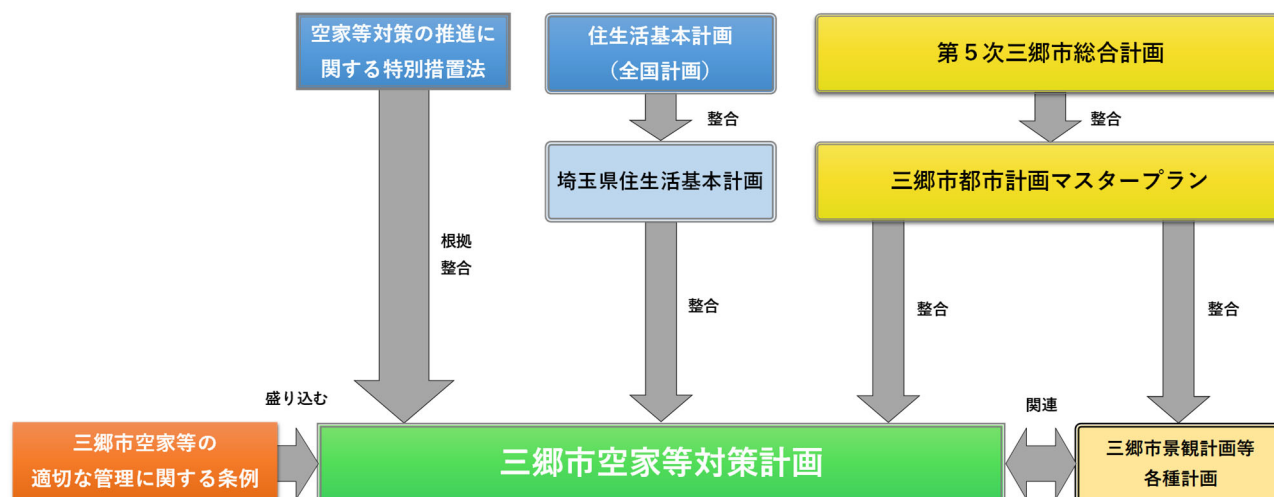 空家等対策の推進に
関する特別措置法
住生活基本計画
（全国計画）
第５次三郷市総合計画
整合
整合
埼玉県住生活基本計画
三郷市都市計画マスタープラン
根拠
整合
整合
整合
整合
盛り込む
関連
三郷市空家等の
適切な管理に関する条例
三郷市空家等対策計画
三郷市景観計画等
各種計画